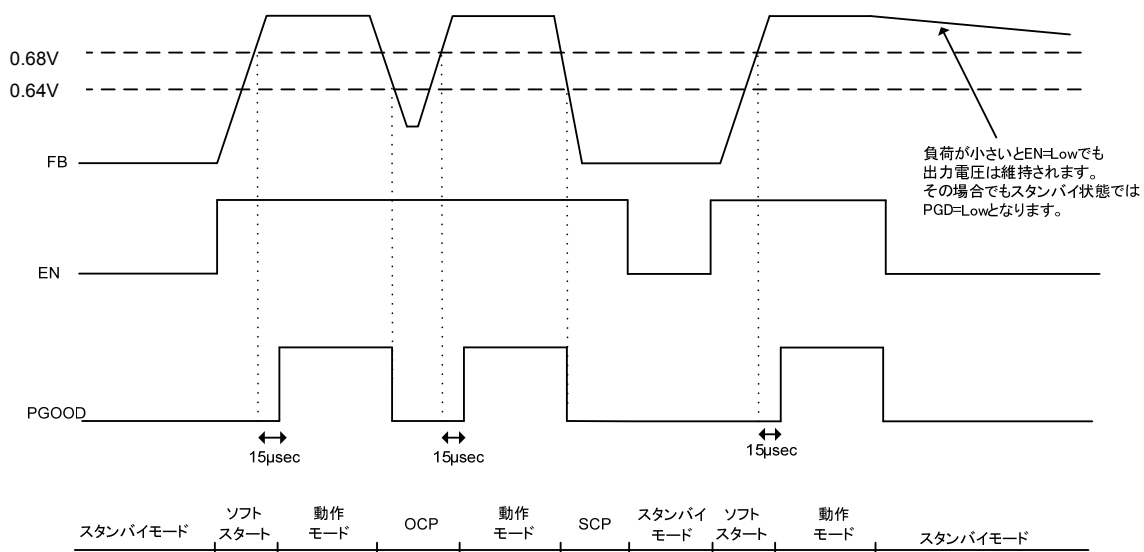 0.68V
0.64V
FB
負荷が小さいとEN=Lowでも
出力電圧は維持されます。
その場合でもスタンバイ状態では
PGD=Lowとなります。
EN
PGOOD
15μsec
15μsec
15μsec
スタンバイモード
ソフト
スタート
動作
モード
OCP
動作
モード
SCP
スタンバイ
モード
ソフト
スタート
動作
モード
スタンバイモード